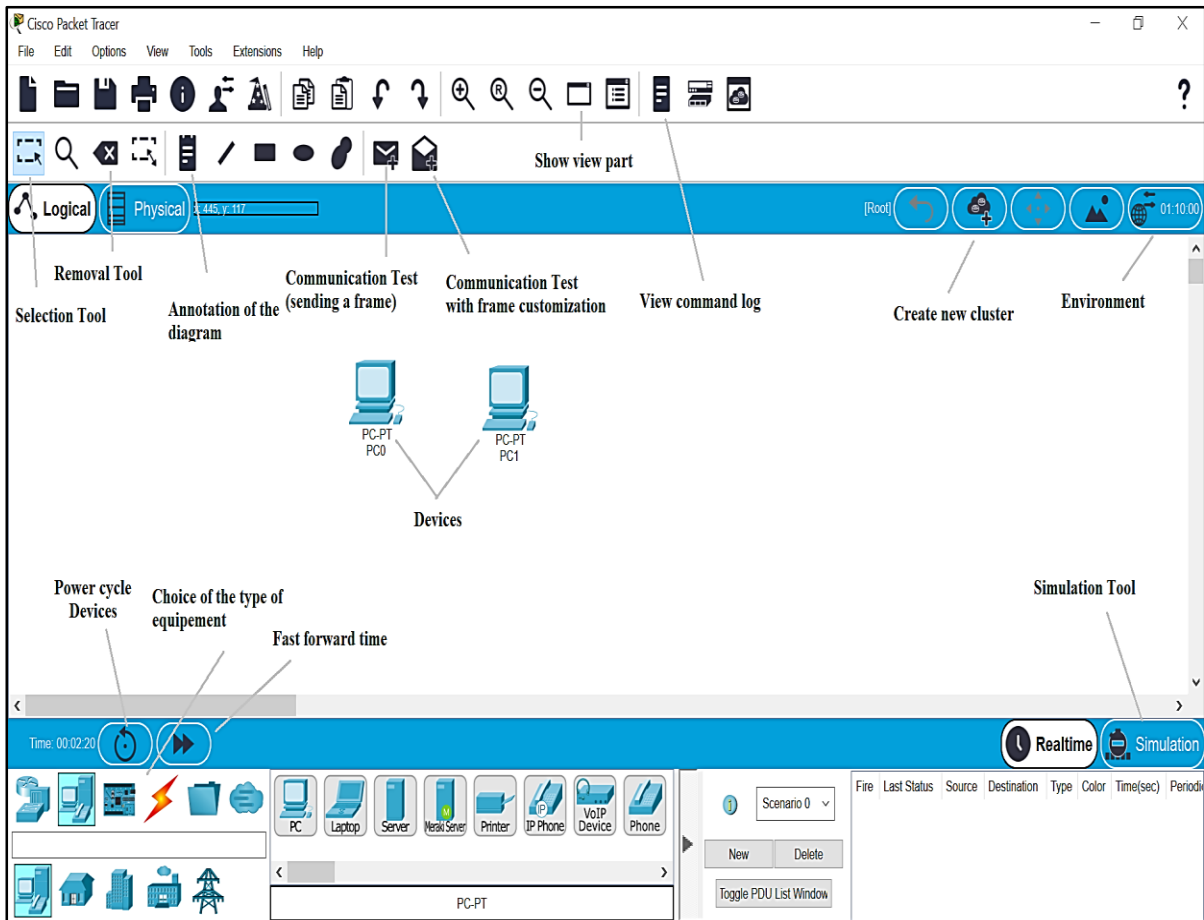 Cisco Packet Tracer
File Edit Options View Tools Extensions Help
R
?
Show view part
Logical
Physical
x: 445, y: 117
[Root]
01:10:00
Removal Tool
Selection Tool
Annotation of the
diagram
Communication Test
(sending a frame)
Communication Test
with frame customization
View command log
Create new cluster
Environment
PC-PT
PC0
PC-PT
PC1
Devices
Power cycle
Devices
Choice of the type of
equipement
Fast forward time
Simulation Tool
Time: 00:02:20
Realtime
Simulation
PC
Laptop
Server
M
Meraki Server
Printer
IP
IP Phone
VoIP
Device
Phone
PC-PT
Scenario 0
New
Delete
Toggle PDU List Window
Fire Last Status Source Destination Type Color Time(sec) Periodic